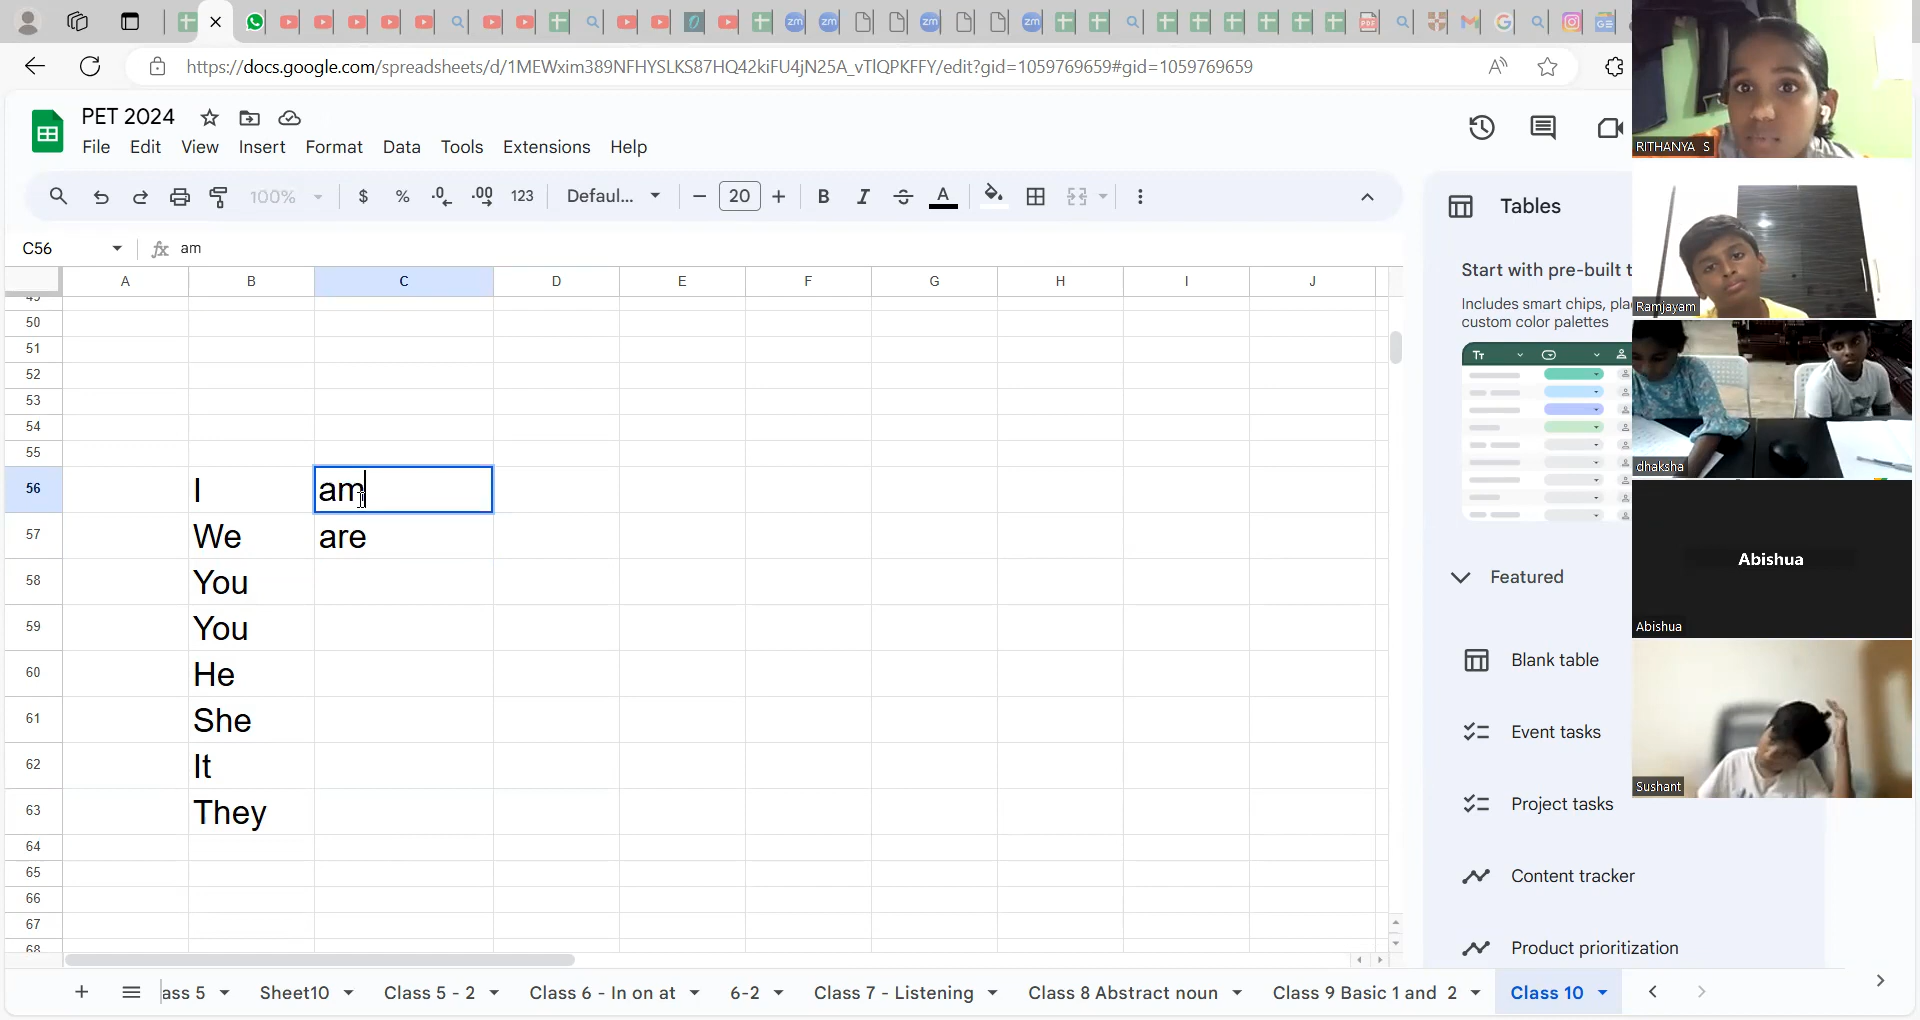 https://docs.google.com/spreadsheets/d/1MEWxim389NFHYSLKS87HQ42kiFU4jN25A_vTlQPKFFY/edit?gid=1059769659#gid=1059769659
PET 2024
File Edit View Insert Format Data Tools Extensions Help
100% $ % .0 .00 123 Defaul... 20 B I S A
C56 fx am
A B C D E F G H I J
50
51
52
53
54
55
56 I am
57 We are
58 You
59 You
60 He
61 She
62 It
63 They
64
65
66
67
68
Tables
Start with pre-built t
Includes smart chips, pla
custom color palettes
Featured
Blank table
Event tasks
Project tasks
Content tracker
Product prioritization
RITHANYA S
Ramjayam
dhaksha
Abishua
Abishua
Sushant
ass 5 Sheet10 Class 5 - 2 Class 6 - In on at 6-2 Class 7 - Listening Class 8 Abstract noun Class 9 Basic 1 and 2 Class 10